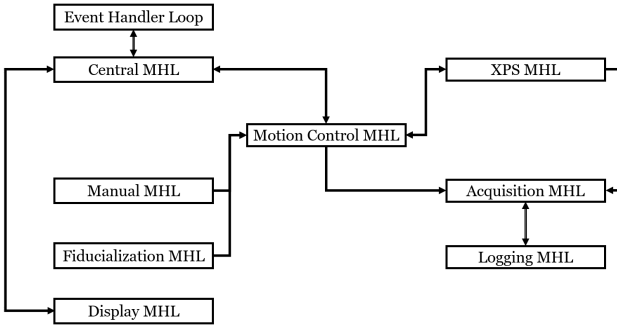 Event Handler Loop
Central MHL
XPS MHL
Motion Control MHL
Manual MHL
Acquisition MHL
Fiducialization MHL
Logging MHL
Display MHL